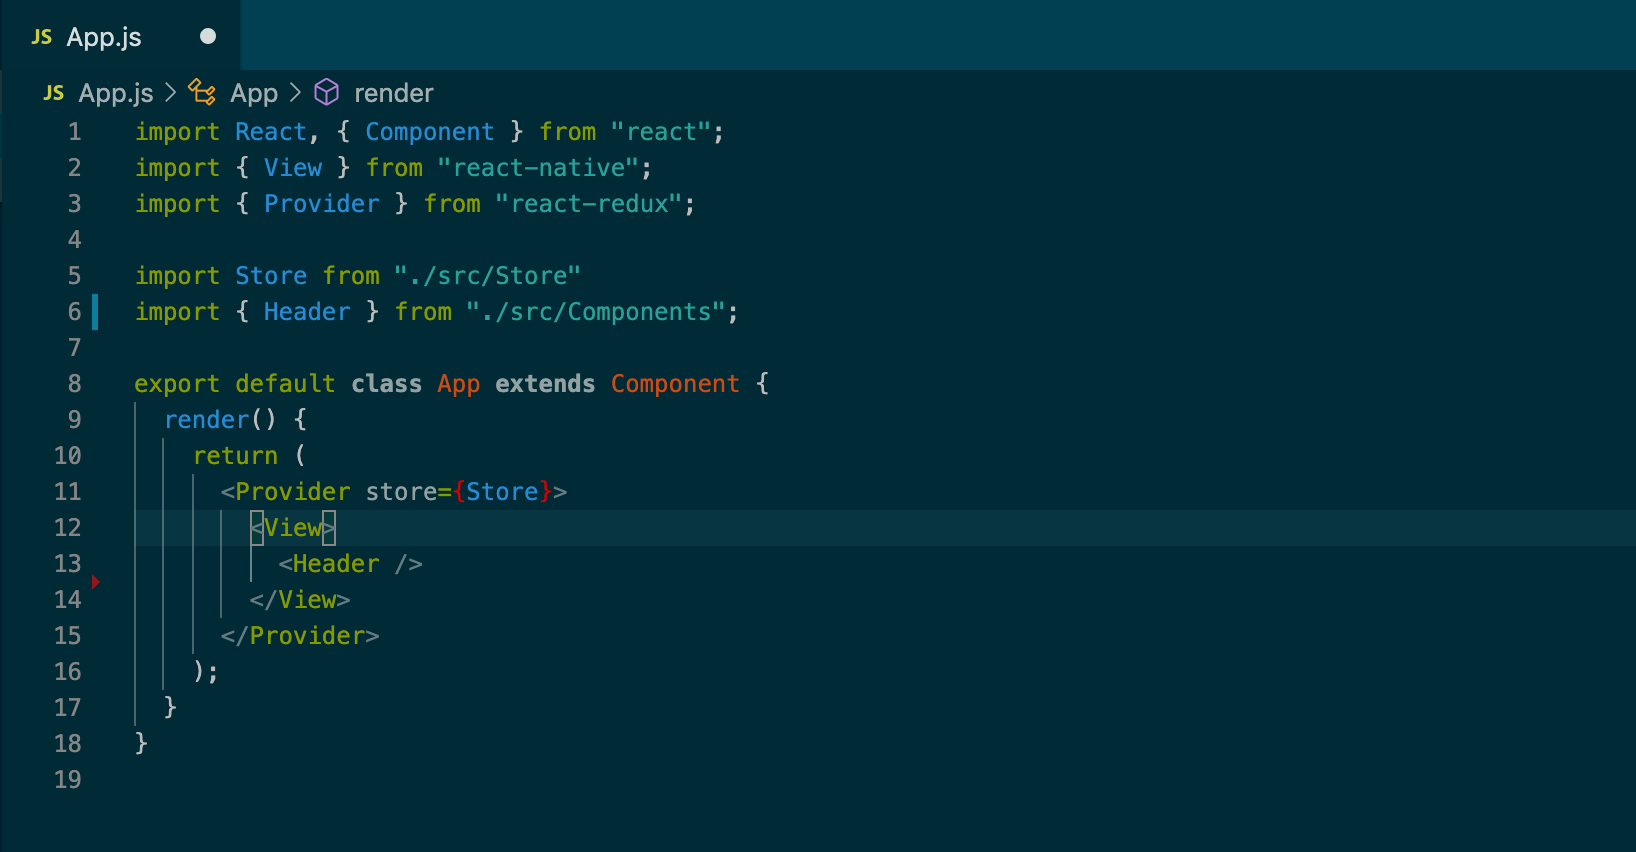 JS App.js
JS App.js > App > render
1 import React, { Component } from "react";
2 import { View } from "react-native";
3 import { Provider } from "react-redux";
4
5 import Store from "./src/Store"
6 import { Header } from "./src/Components";
7
8 export default class App extends Component {
9   render() {
10     return (
11       <Provider store={Store}>
12         <View>
13           <Header />
14         </View>
15       </Provider>
16     );
17   }
18 }
19